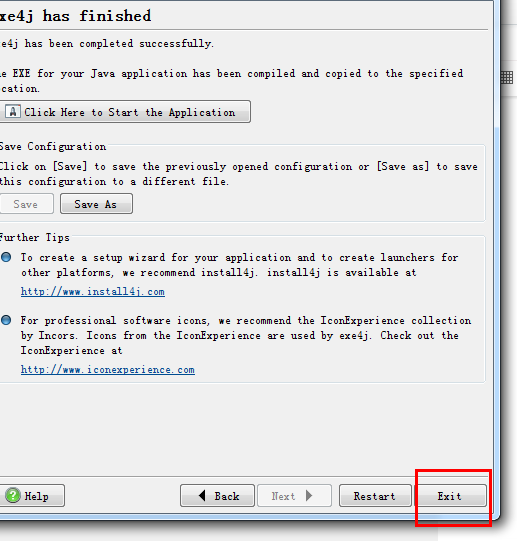 exe4j has finished
e4j has been completed successfully.
e EXE for your Java application has been compiled and copied to the specified
cation.
Click Here to Start the Application
Save Configuration
Click on [Save] to save the previously opened configuration or [Save as] to save
this configuration to a different file.
Save
Save As
Further Tips
To create a setup wizard for your application and to create launchers for
other platforms, we recommend install4j. install4j is available at
http://www.install4j.com
For professional software icons, we recommend the IconExperience collection
by Incors. Icons from the IconExperience are used by exe4j. Check out the
IconExperience at
http://www.iconexperience.com
Help
Back
Next
Restart
Exit